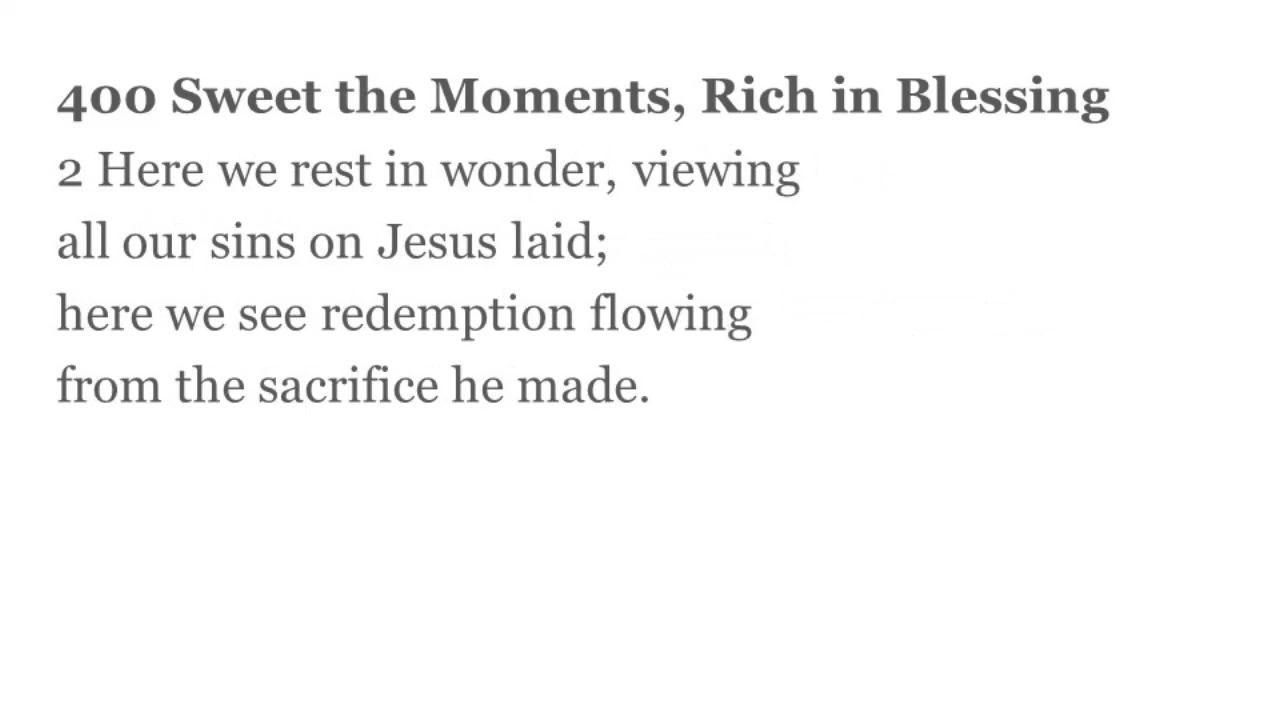 400 Sweet the Moments, Rich in Blessing
2 Here we rest in wonder, viewing
all our sins on Jesus laid;
here we see redemption flowing
from the sacrifice he made.